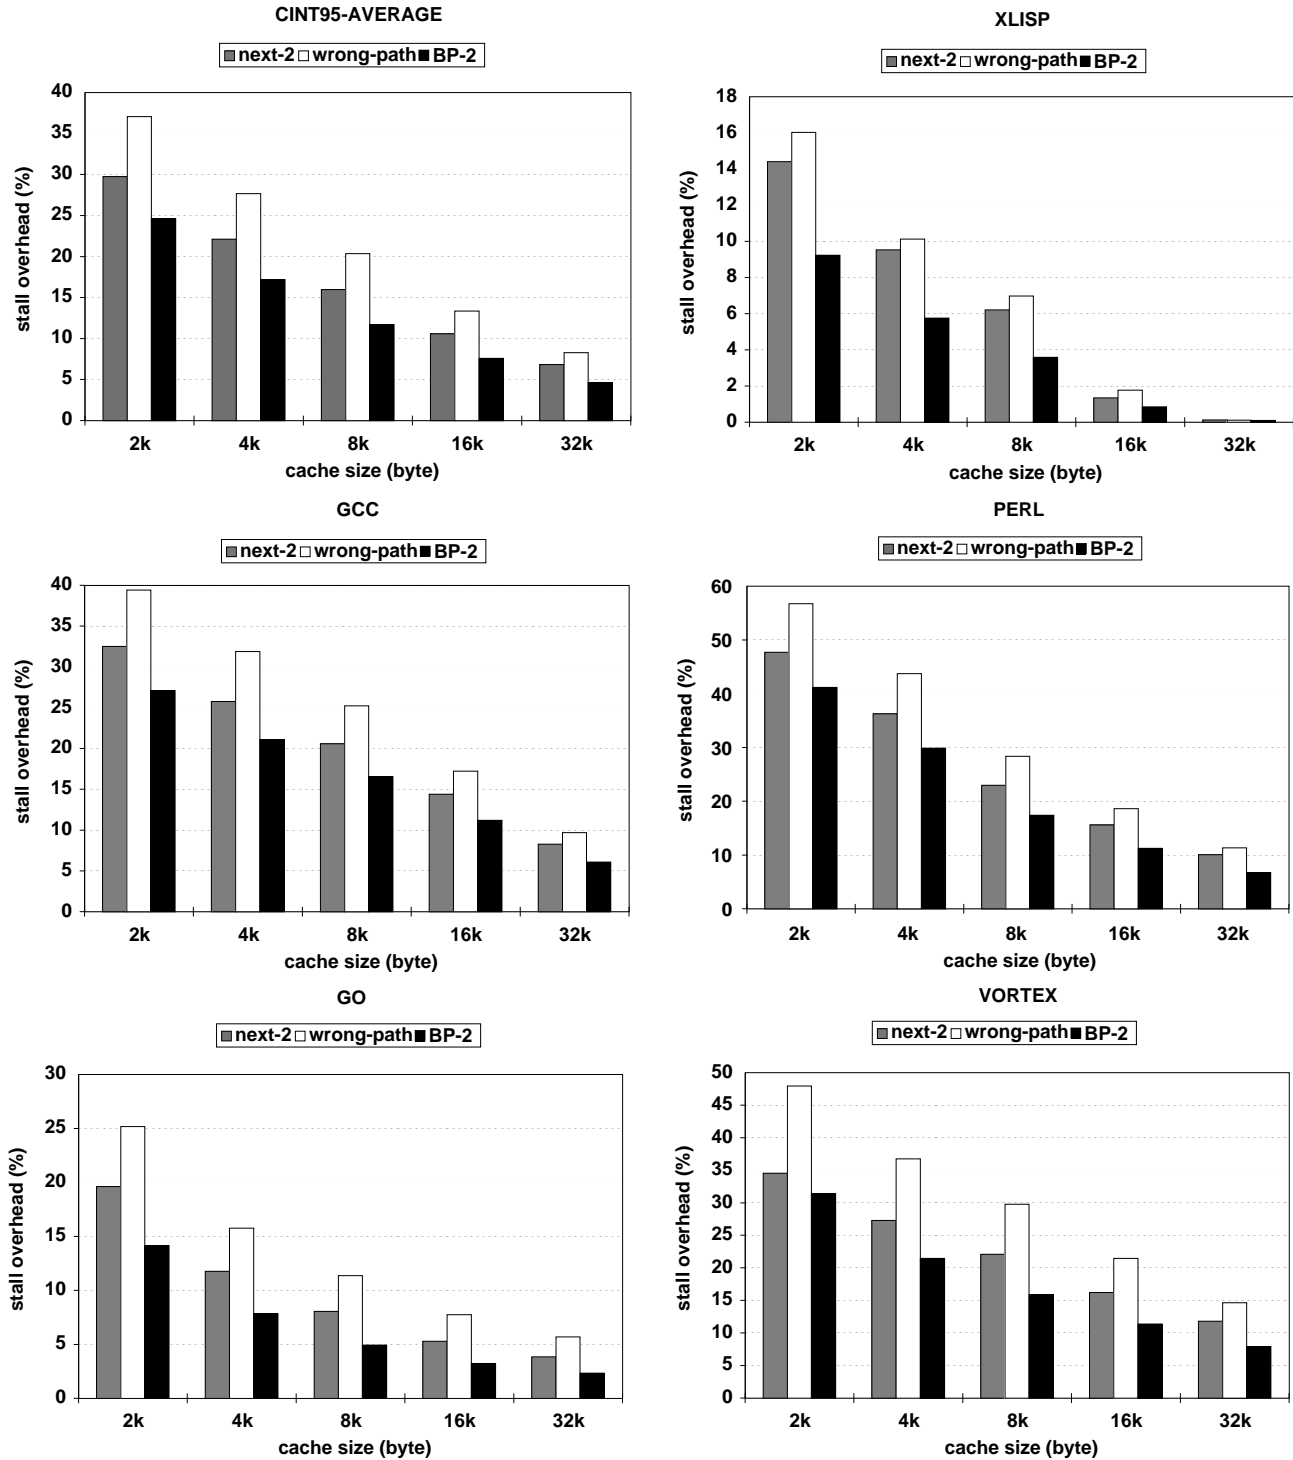 CINT95-AVERAGE
next-2 wrong-path BP-2
40
35
30
25
20
15
10
5
0
stall overhead (%)
2k 4k 8k 16k 32k
cache size (byte)
XLISP
next-2 wrong-path BP-2
18
16
14
12
10
8
6
4
2
0
stall overhead (%)
2k 4k 8k 16k 32k
cache size (byte)
GCC
next-2 wrong-path BP-2
40
35
30
25
20
15
10
5
0
stall overhead (%)
2k 4k 8k 16k 32k
cache size (byte)
PERL
next-2 wrong-path BP-2
60
50
40
30
20
10
0
stall overhead (%)
2k 4k 8k 16k 32k
cache size (byte)
GO
next-2 wrong-path BP-2
30
25
20
15
10
5
0
stall overhead (%)
2k 4k 8k 16k 32k
cache size (byte)
VORTEX
next-2 wrong-path BP-2
50
45
40
35
30
25
20
15
10
5
0
stall overhead (%)
2k 4k 8k 16k 32k
cache size (byte)